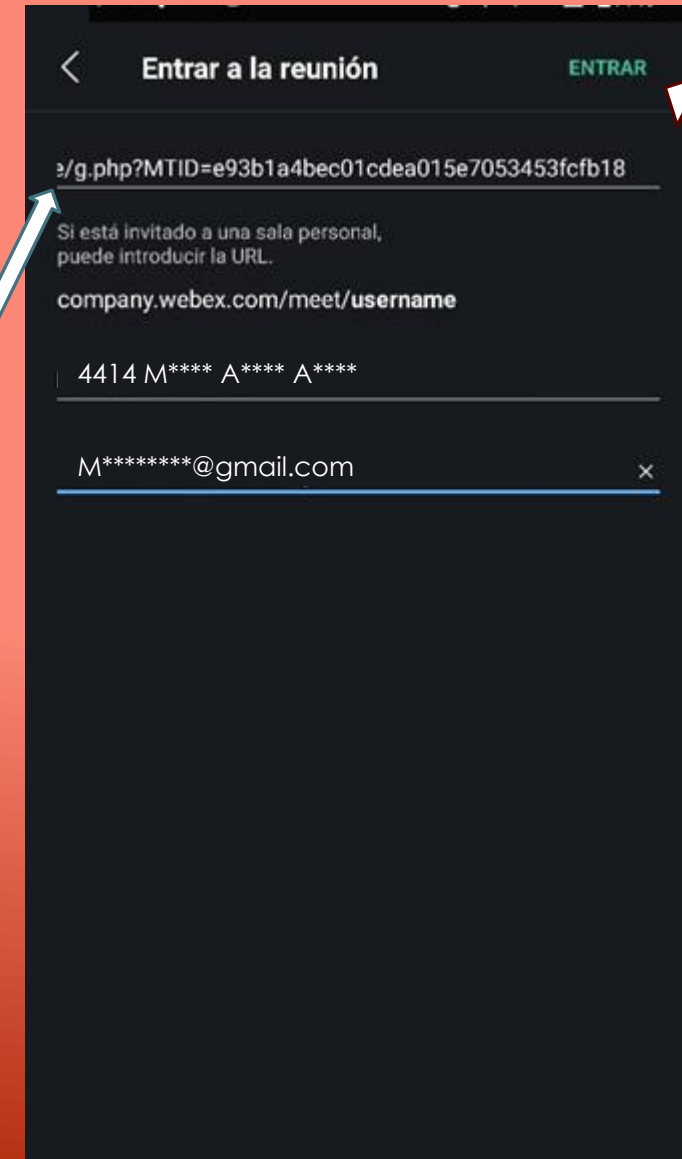 Entrar a la reunión
ENTRAR
e/g.php?MTID=e93b1a4bec01cdea015e7053453fcfb18
Si está invitado a una sala personal,
puede introducir la URL.
company.webex.com/meet/username
4414 M**** A**** A****
M********@gmail.com